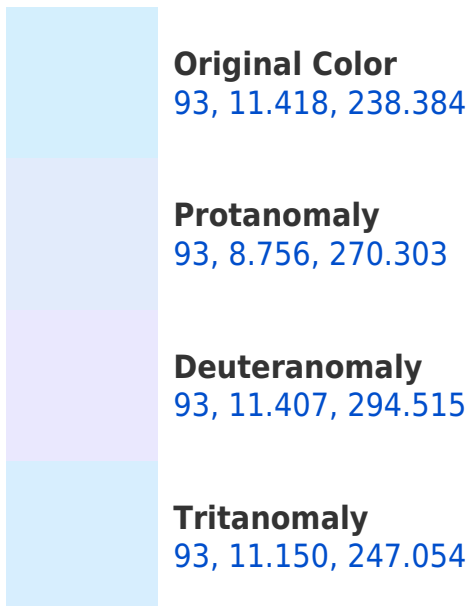 Original Color
93, 11.418, 238.384
Protanomaly
93, 8.756, 270.303
Deuteranomaly
93, 11.407, 294.515
Tritanomaly
93, 11.150, 247.054